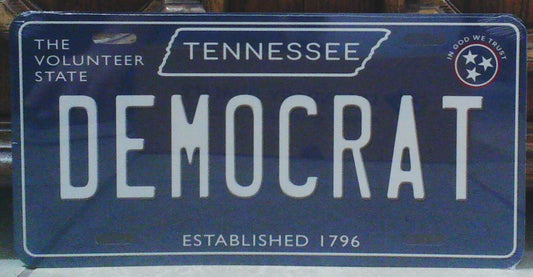 THE
VOLUNTEER
STATE
TENNESSEE
IN GOD WE TRUST
DEMOCRAT
ESTABLISHED 1796